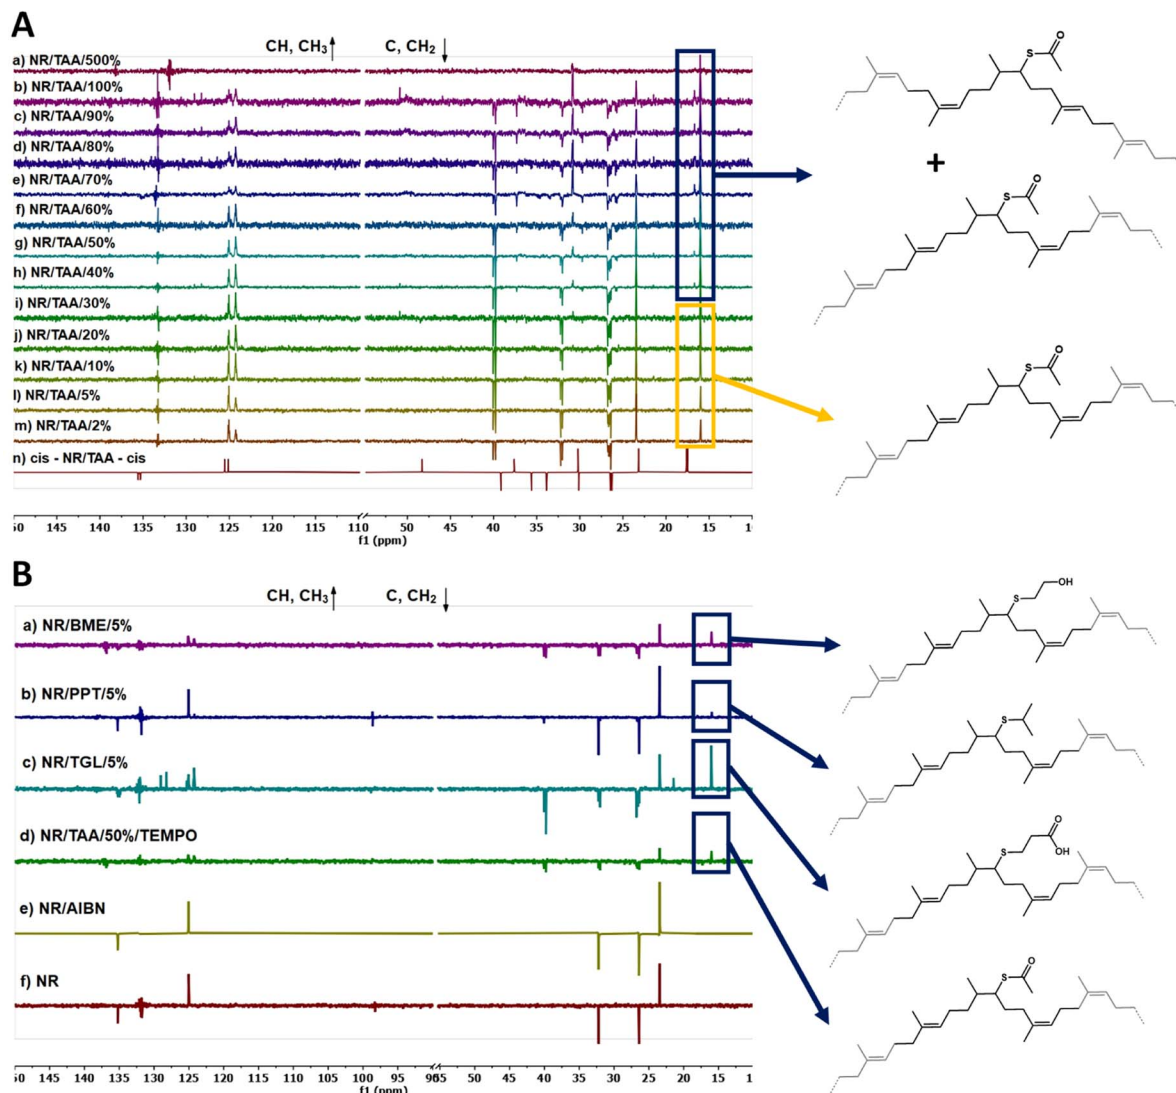 A
CH, CH3 C, CH2
a) NR/TAA/500%
b) NR/TAA/100%
c) NR/TAA/90%
d) NR/TAA/80%
e) NR/TAA/70%
f) NR/TAA/60%
g) NR/TAA/50%
h) NR/TAA/40%
i) NR/TAA/30%
j) NR/TAA/20%
k) NR/TAA/10%
l) NR/TAA/5%
m) NR/TAA/2%
n) cis - NR/TAA - cis
50 145 140 135 130 125 120 115 110 50 45 40 35 30 25 20 15 1
f1 (ppm)
S O
+
S O
S O
B
CH, CH3 C, CH2
a) NR/BME/5%
b) NR/PPT/5%
c) NR/TGL/5%
d) NR/TAA/50%/TEMPO
e) NR/AIBN
f) NR
50 145 135 130 125 120 115 110 105 100 95 45 40 35 30 25 20 1
f1 (ppm)
S OH
S
S O OH
S O